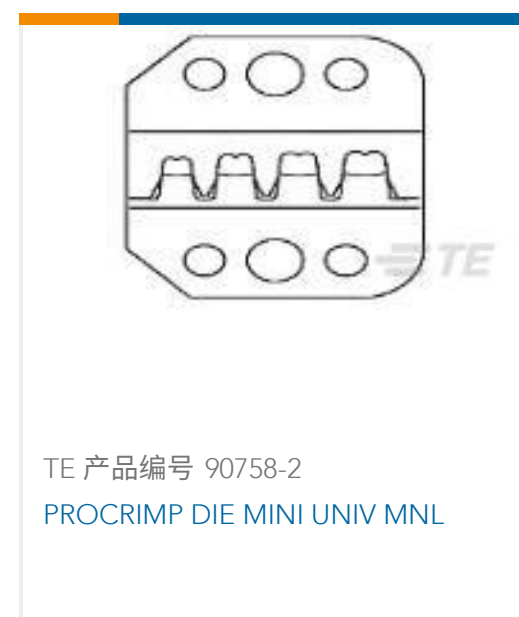 TE
TE 产品编号 90758-2
PROCRIMP DIE MINI UNIV MNL